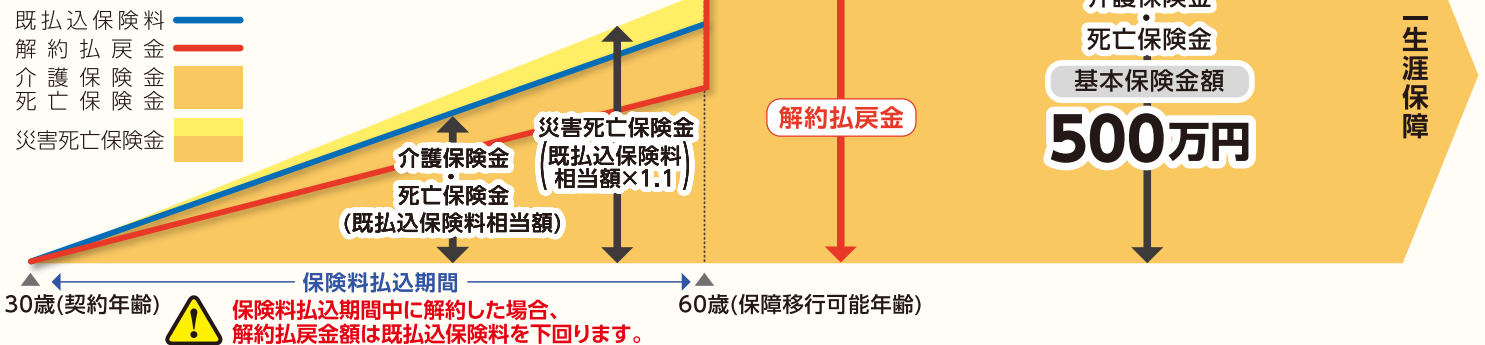 既払込保険料
解約払戻金
介護保険金
死亡保険金
災害死亡保険金
介護保険金
・
死亡保険金
(既払込保険料相当額)
災害死亡保険金
(既払込保険料
相当額×1.1)
解約払戻金
介護保険金
・
死亡保険金
基本保険金額
500万円
一生涯保障
保険料払込期間
30歳(契約年齢)
60歳(保障移行可能年齢)
保険料払込期間中に解約した場合、
解約払戻金額は既払込保険料を下回ります。